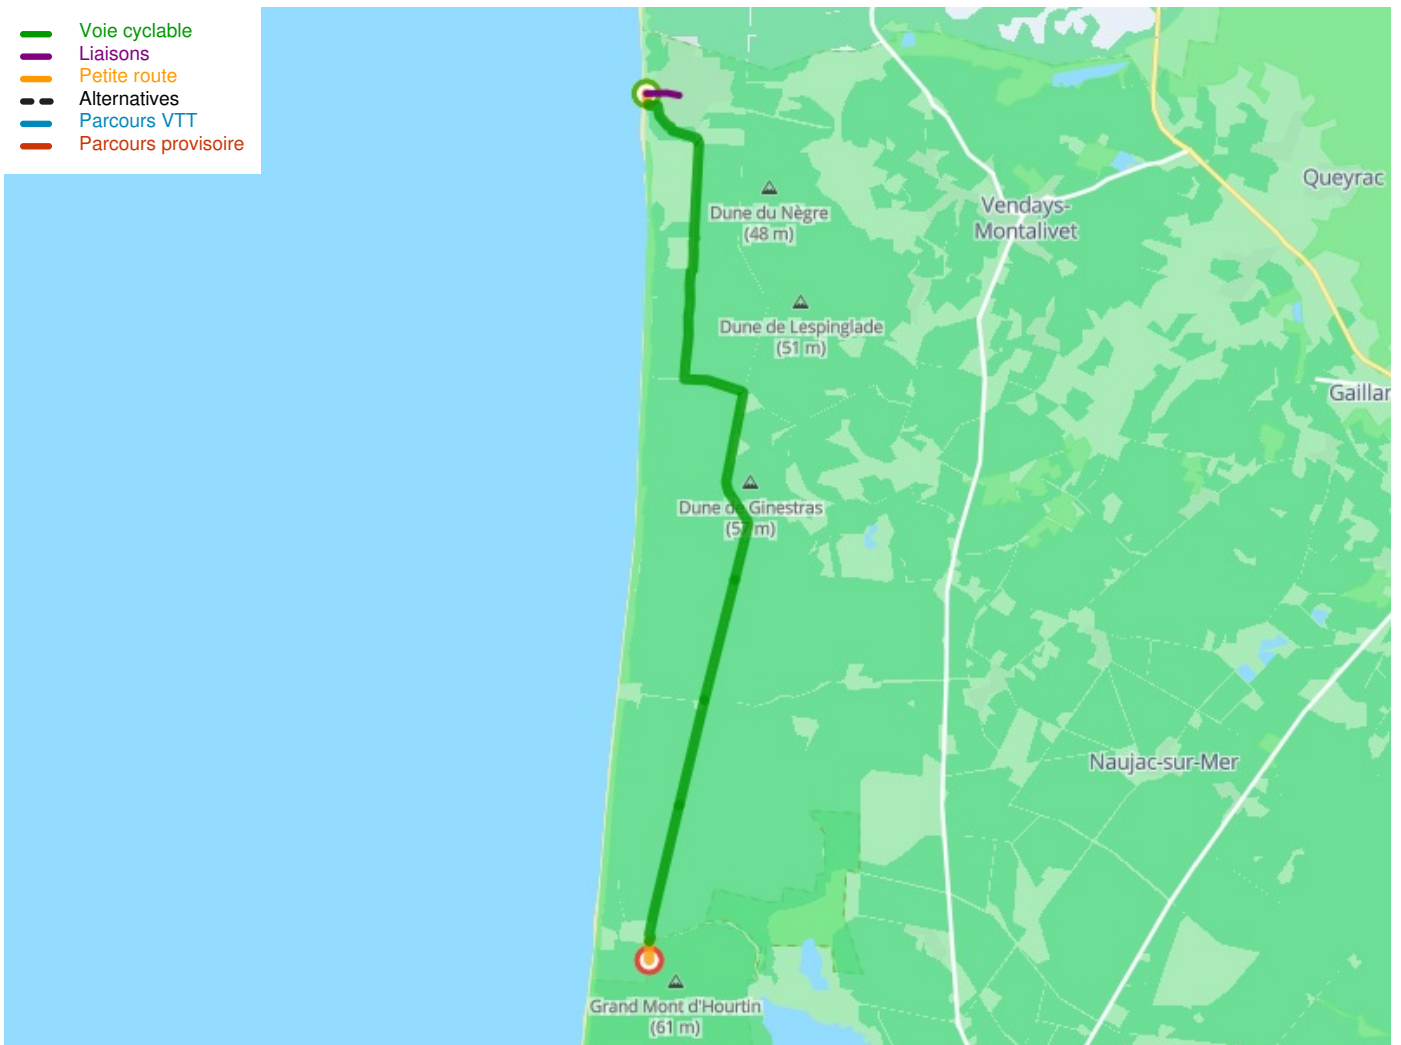 Voie cyclable
Liaisons
Petite route
Alternatives
Parcours VTT
Parcours provisoire
Queyrac
Vendays-
Montalivet
Dune du Nègre
(48 m)
Dune de Lespinglade
(51 m)
Gaillar
Dune de Ginestras
(57 m)
Naujac-sur-Mer
Grand Mont d'Hourtin
(61 m)